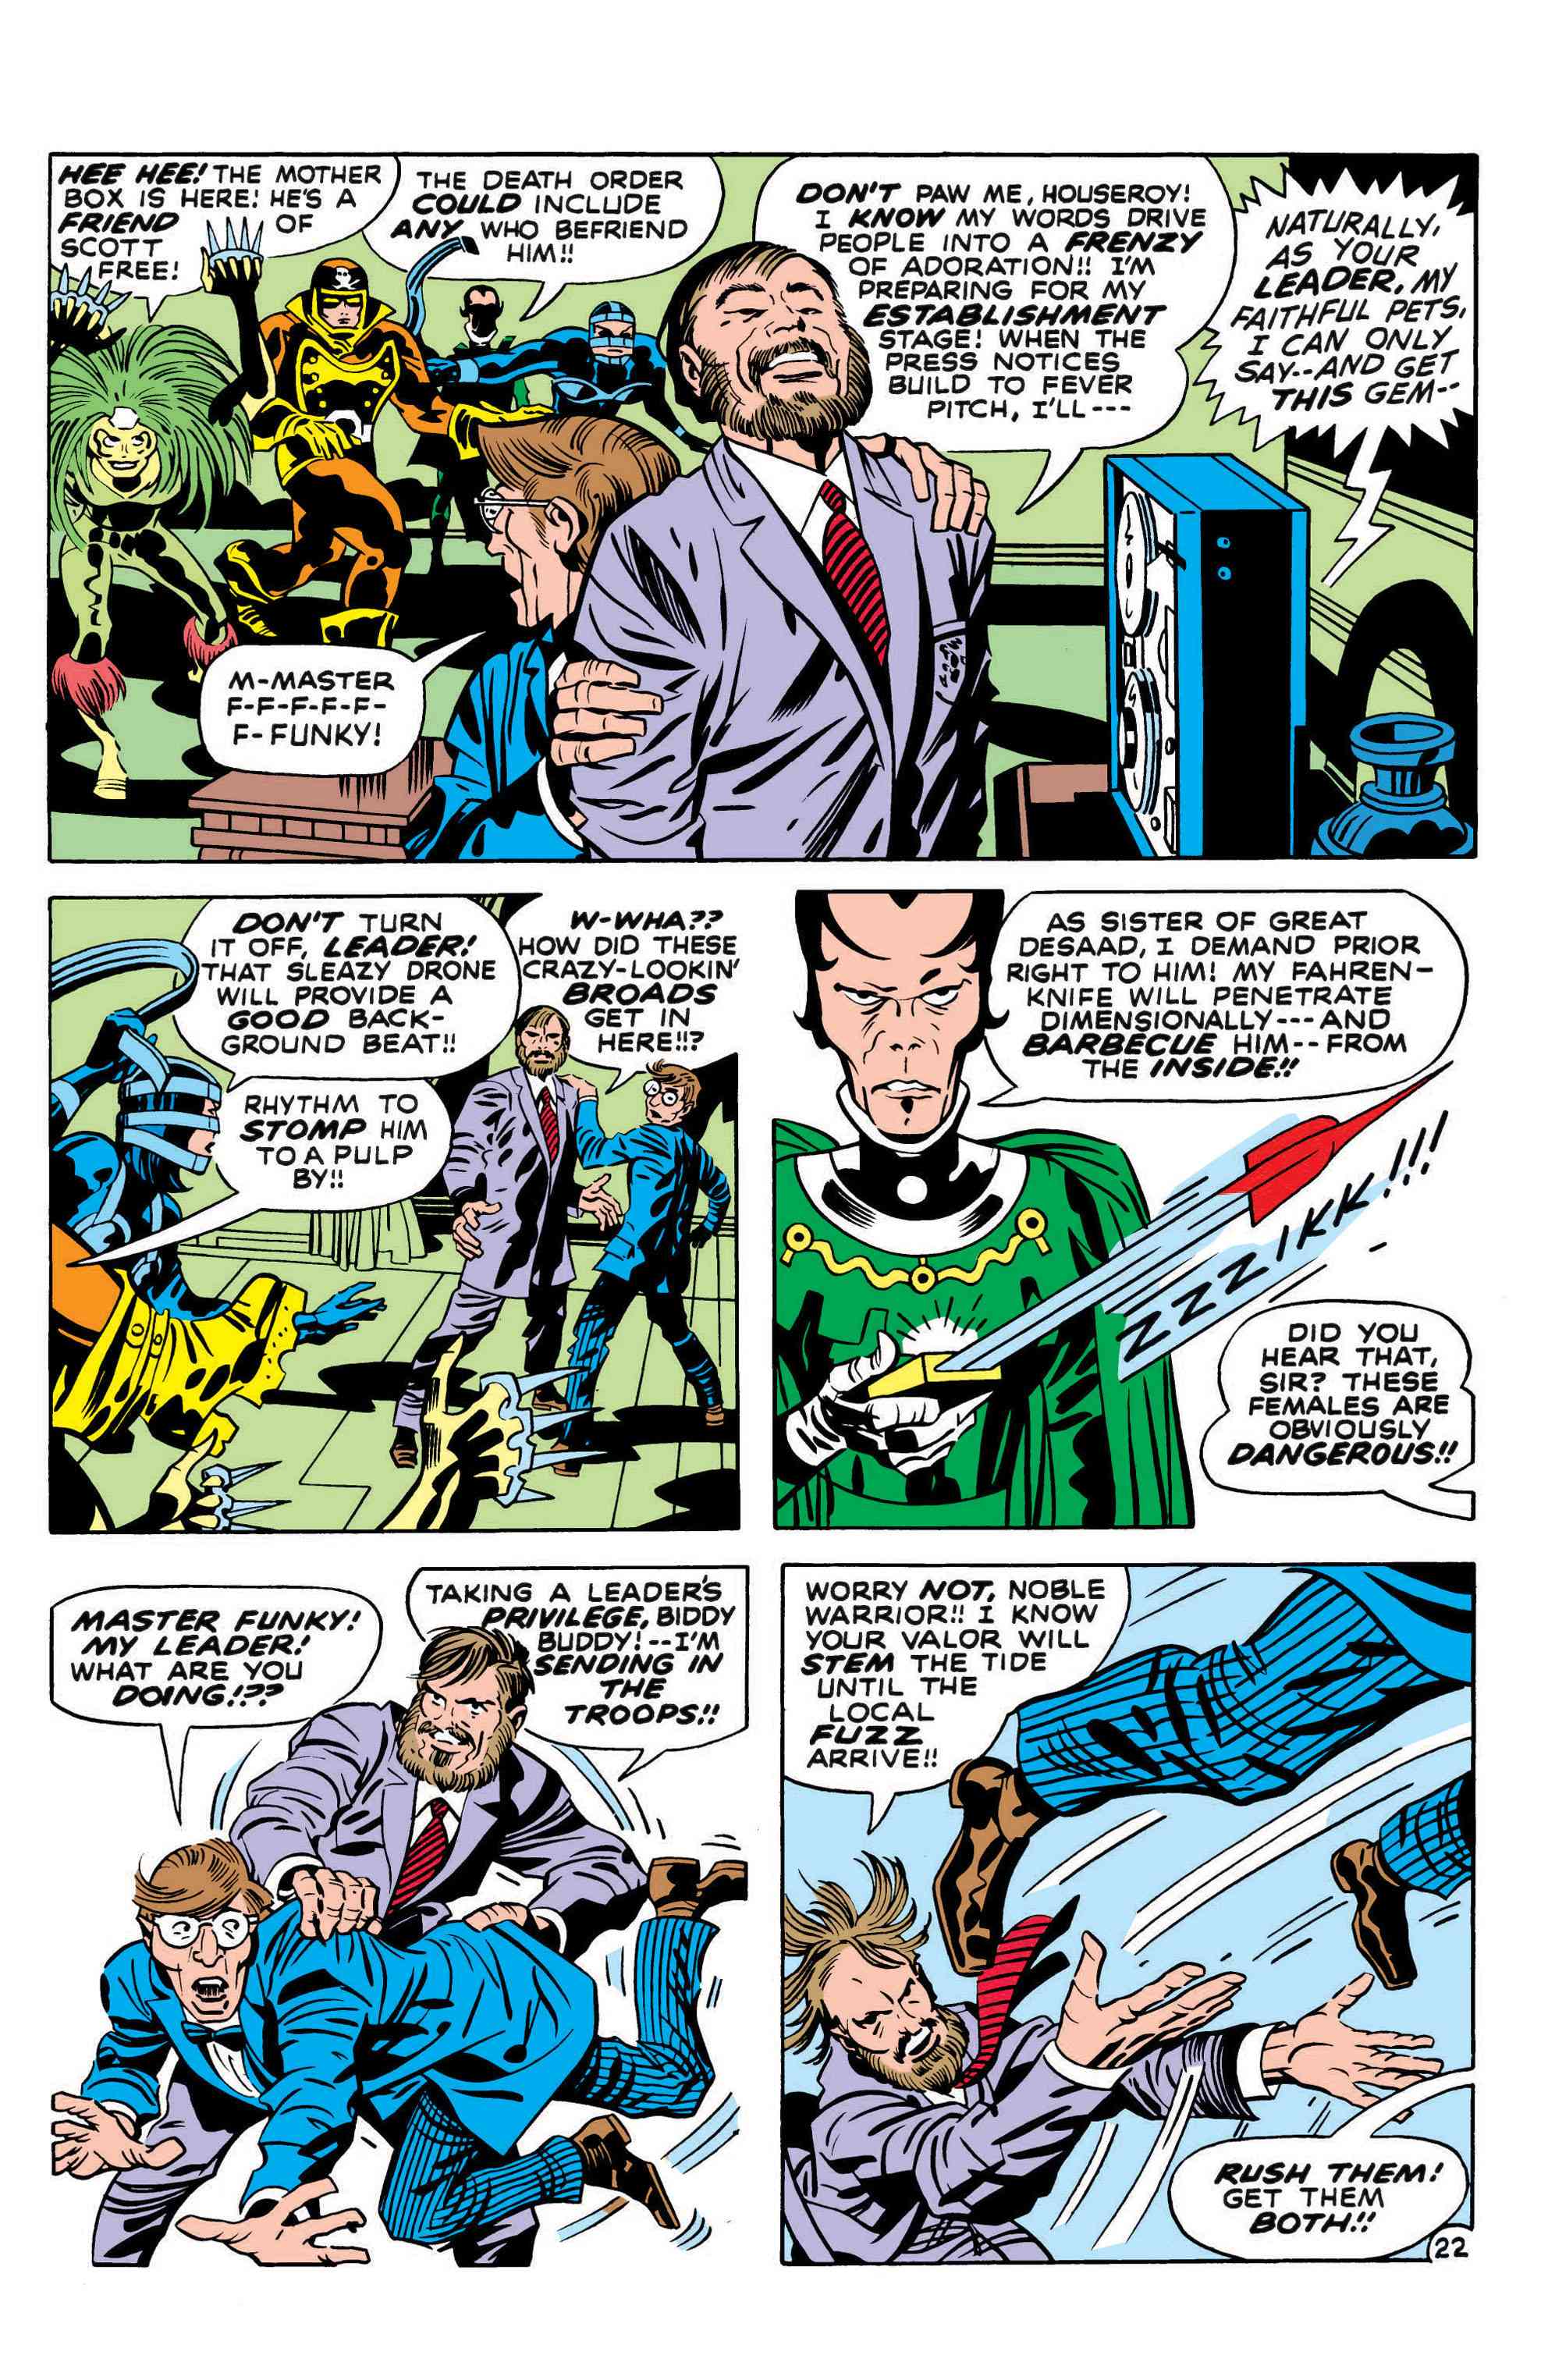 HEE HEE! THE MOTHER
BOX IS HERE! HE'S A
FRIEND OF
SCOTT
FREE!
THE DEATH ORDER
COULD INCLUDE
ANY WHO BEFRIEND
HIM!!
DON'T PAW ME, HOUSEROY!
I KNOW MY WORDS DRIVE
PEOPLE INTO A FRENZY
OF ADORATION!! I'M
PREPARING FOR MY
ESTABLISHMENT
STAGE! WHEN THE
PRESS NOTICES
BUILD TO FEVER
PITCH, I'LL---
NATURALLY,
AS YOUR
LEADER, MY
FAITHFUL PETS,
I CAN ONLY
SAY--AND GET
THIS GEM--
M-MASTER
F-F-F-F-F-
F-FUNKY!
DON'T TURN
IT OFF, LEADER!
THAT SLEAZY DRONE
WILL PROVIDE A
GOOD BACK-
GROUND BEAT!!
RHYTHM TO
STOMP HIM
TO A PULP
BY!!
W-WHA??
HOW DID THESE
CRAZY-LOOKIN'
BROADS
GET IN
HERE!!?
AS SISTER OF GREAT
DESAAD, I DEMAND PRIOR
RIGHT TO HIM! MY FAHREN-
KNIFE WILL PENETRATE
DIMENSIONALLY---AND
BARBECUE HIM--FROM
THE INSIDE!!
ZZZIKK!!!
DID YOU
HEAR THAT,
SIR? THESE
FEMALES ARE
OBVIOUSLY
DANGEROUS!!
MASTER FUNKY!
MY LEADER!
WHAT ARE YOU
DOING!??
TAKING A LEADER'S
PRIVILEGE, BIDDY
BUDDY!--I'M
SENDING IN
THE
TROOPS!!
WORRY NOT, NOBLE
WARRIOR!! I KNOW
YOUR VALOR WILL
STEM THE TIDE
UNTIL THE
LOCAL
FUZZ
ARRIVE!!
RUSH THEM!
GET THEM
BOTH!!
22